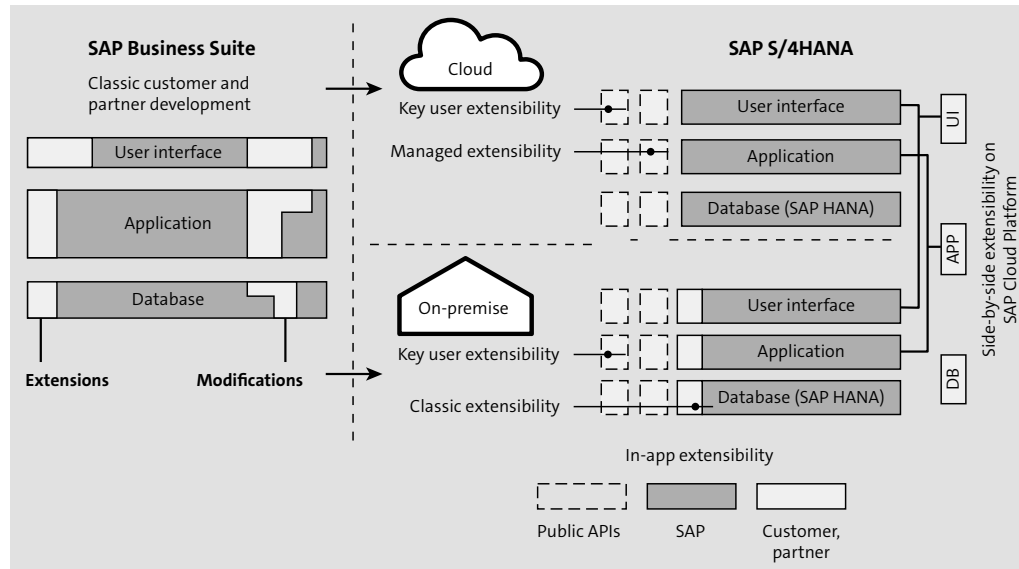 SAP Business Suite
Classic customer and
partner development
User interface
Application
Database
Extensions
Modifications
Cloud
Key user extensibility
Managed extensibility
On-premise
Key user extensibility
Classic extensibility
SAP S/4HANA
User interface
Application
Database (SAP HANA)
User interface
Application
Database (SAP HANA)
UI
APP
DB
Side-by-side extensibility on
SAP Cloud Platform
In-app extensibility
Public APIs
SAP
Customer,
partner